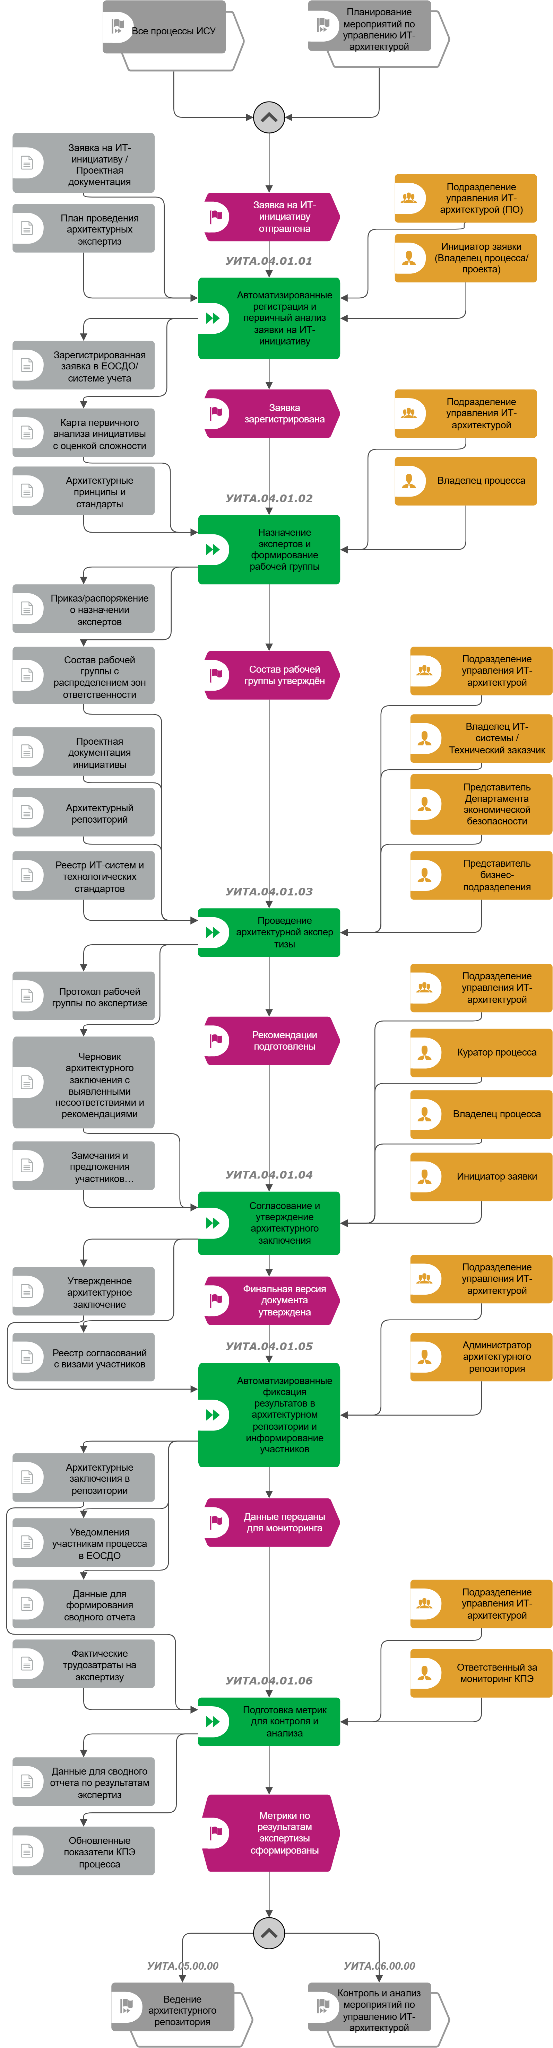 Все процессы ИСУ
Планирование
мероприятий по
управлению ИТ-
архитектурой
Заявка на ИТ-
инициативу /
Проектная
документация
План проведения
архитектурных
экспертиз
Заявка на ИТ-
инициативу
отправлена
Подразделение
управления ИТ-
архитектурой (ПО)
Инициатор заявки
(Владелец процесса/
проекта)
УИТА.04.01.01
Автоматизированные
регистрация и
первичный анализ
заявки на ИТ-
инициативу
Зарегистрированная
заявка в ЕОСДО/
системе учета
Карта первичного
анализа инициативы
с оценкой сложности
Архитектурные
принципы и
стандарты
Заявка
зарегистрирована
Подразделение
управления ИТ-
архитектурой
Владелец процесса
УИТА.04.01.02
Назначение
экспертов и
формирование
рабочей группы
Приказ/распоряжение
о назначении
экспертов
Состав рабочей
группы с
распределением зон
ответственности
Проектная
документация
инициативы
Архитектурный
репозиторий
Реестр ИТ-систем и
технологических
стандартов
Состав рабочей
группы утверждён
Подразделение
управления ИТ-
архитектурой
Владелец ИТ-
системы /
Технический заказчик
Представитель
Департамента
экономической
безопасности
Представитель
бизнес-
подразделения
УИТА.04.01.03
Проведение
архитектурной экспер
тизы
Протокол рабочей
группы по экспертизе
Черновик
архитектурного
заключения с
выявленными
несоответствиями и
рекомендациями
Замечания и
предложения
участников...
Рекомендации
подготовлены
Подразделение
управления ИТ-
архитектурой
Куратор процесса
Владелец процесса
Инициатор заявки
УИТА.04.01.04
Согласование и
утверждение
архитектурного
заключения
Утвержденное
архитектурное
заключение
Реестр согласований
с визами участников
Финальная версия
документа
утверждена
Подразделение
управления ИТ-
архитектурой
Администратор
архитектурного
репозитория
УИТА.04.01.05
Автоматизированные
фиксация
результатов в
архитектурном
репозитории и
информирование
участников
Архитектурные
заключения в
репозитории
Уведомления
участникам процесса
в ЕОСДО
Данные для
формирования
сводного отчета
Фактические
трудозатраты на
экспертизу
Данные переданы
для мониторинга
Подразделение
управления ИТ-
архитектурой
Ответственный за
мониторинг КПЭ
УИТА.04.01.06
Подготовка метрик
для контроля и
анализа
Данные для сводного
отчета по результатам
экспертиз
Обновленные
показатели КПЭ
процесса
Метрики по
результатам
экспертизы
сформированы
УИТА.05.00.00
УИТА.06.00.00
Ведение
архитектурного
репозитория
Контроль и анализ
мероприятий по
управлению ИТ-
архитектурой